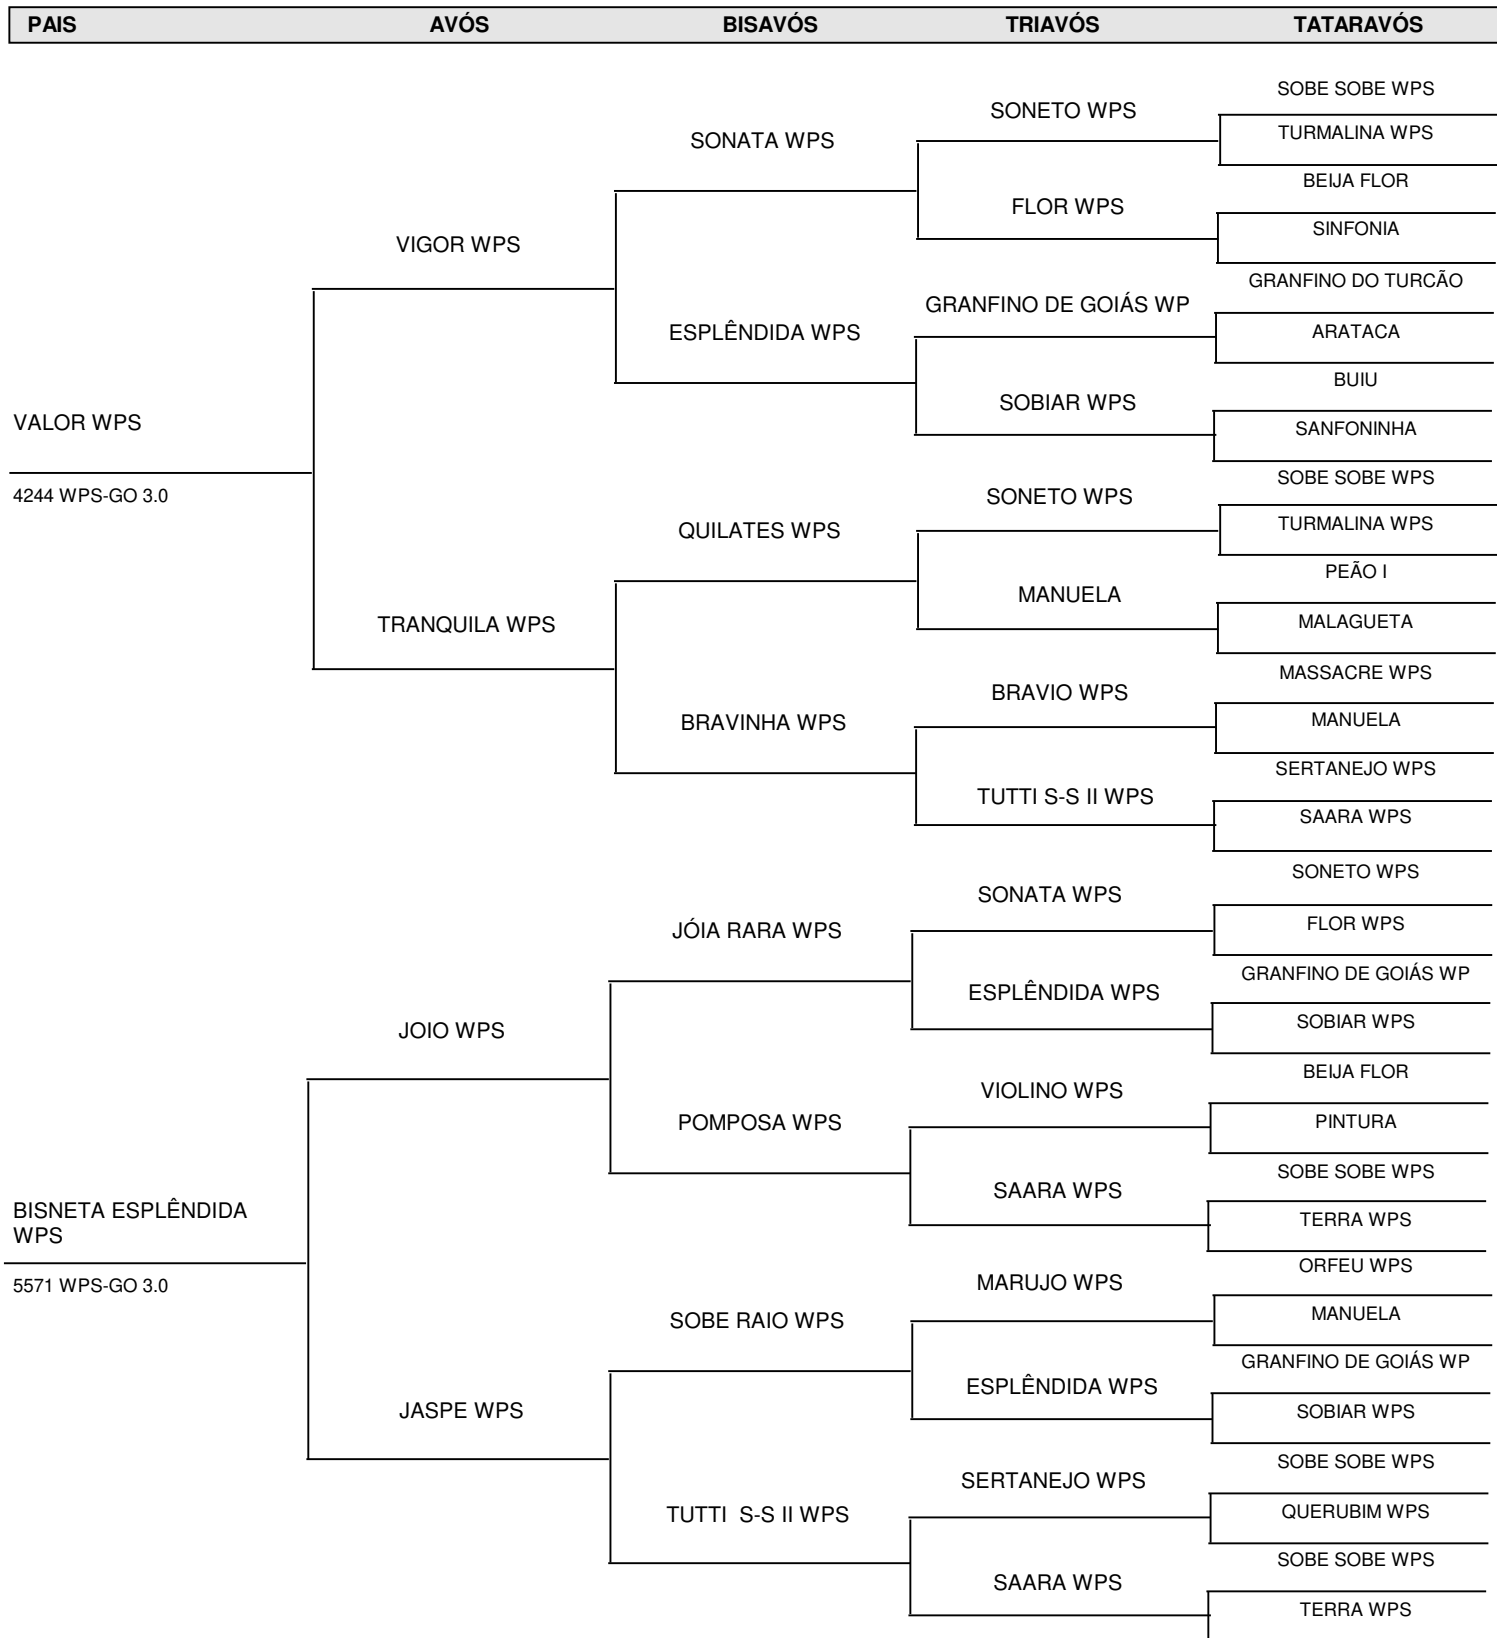 PAIS AVÓS BISAVÓS TRIAVÓS TATARAVÓS
SOBE SOBE WPS
SONETO WPS
TURMALINA WPS
SONATA WPS
BEIJA FLOR
FLOR WPS
SINFONIA
VIGOR WPS
GRANFINO DO TURCÃO
GRANFINO DE GOIÁS WP
ARATACA
ESPLÊNDIDA WPS
BUIU
SOBIAR WPS
SANFONINHA
VALOR WPS
4244 WPS-GO 3.0
SOBE SOBE WPS
SONETO WPS
TURMALINA WPS
QUILATES WPS
PEÃO I
MANUELA
MALAGUETA
TRANQUILA WPS
MASSACRE WPS
BRAVIO WPS
MANUELA
BRAVINHA WPS
SERTANEJO WPS
TUTTI S-S II WPS
SAARA WPS
SONETO WPS
SONATA WPS
FLOR WPS
JÓIA RARA WPS
GRANFINO DE GOIÁS WP
ESPLÊNDIDA WPS
SOBIAR WPS
JOIO WPS
BEIJA FLOR
VIOLINO WPS
PINTURA
POMPOSA WPS
SOBE SOBE WPS
SAARA WPS
TERRA WPS
BISNETA ESPLÊNDIDA
WPS
5571 WPS-GO 3.0
ORFEU WPS
MARUJO WPS
MANUELA
SOBE RAIO WPS
GRANFINO DE GOIÁS WP
ESPLÊNDIDA WPS
SOBIAR WPS
JASPE WPS
SOBE SOBE WPS
SERTANEJO WPS
QUERUBIM WPS
TUTTI S-S II WPS
SOBE SOBE WPS
SAARA WPS
TERRA WPS